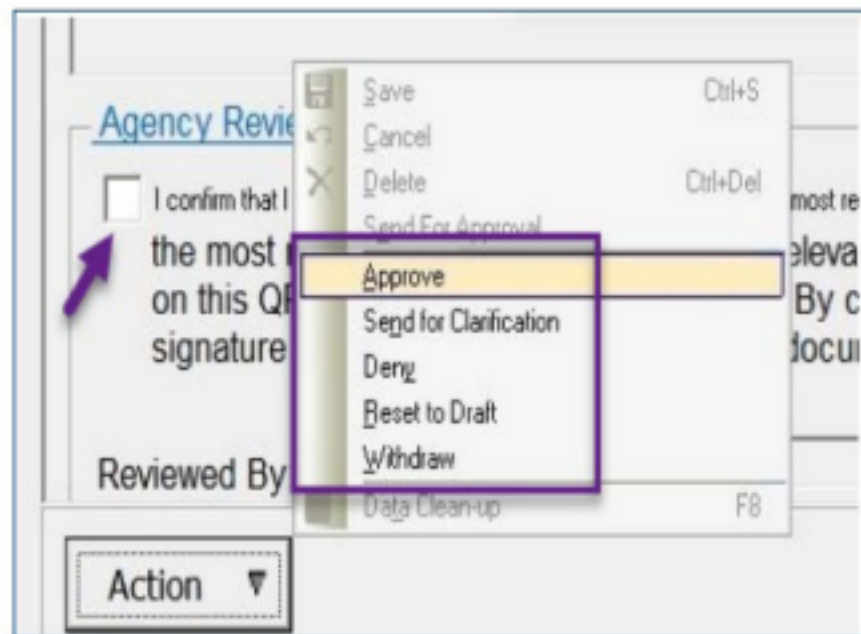 Agency Revie
Save Ctrl+S
Cancel
Delete Ctrl+Del
Send For Approval
Approve
Send for Clarification
Deny
Reset to Draft
Withdraw
Data Clean-up F8
I confirm that I most re
the most eleva
on this By c
signature docu
Reviewed By
Action